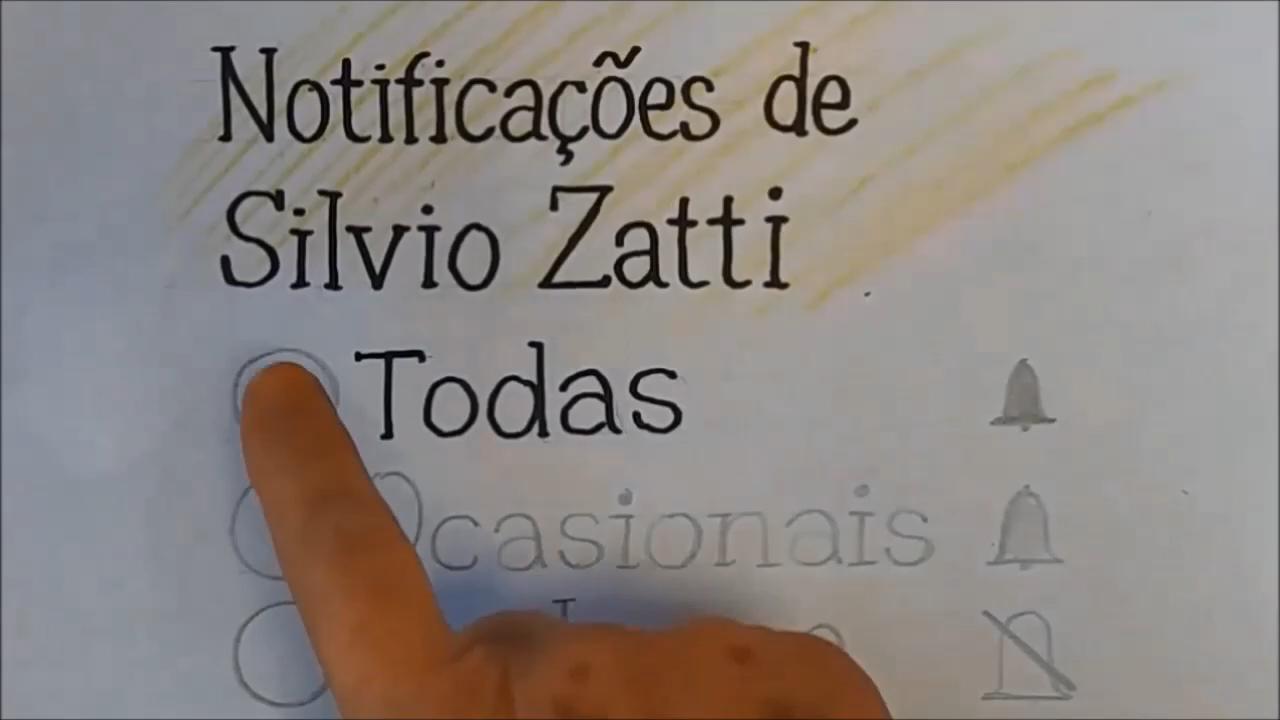 Notificações de
Silvio Zatti
Todas
Ocasionais